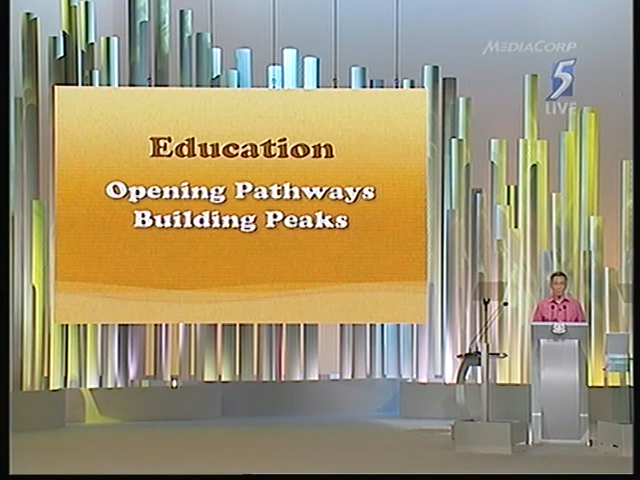 MEDIACORP
5
LIVE
Education
Opening Pathways
Building Peaks